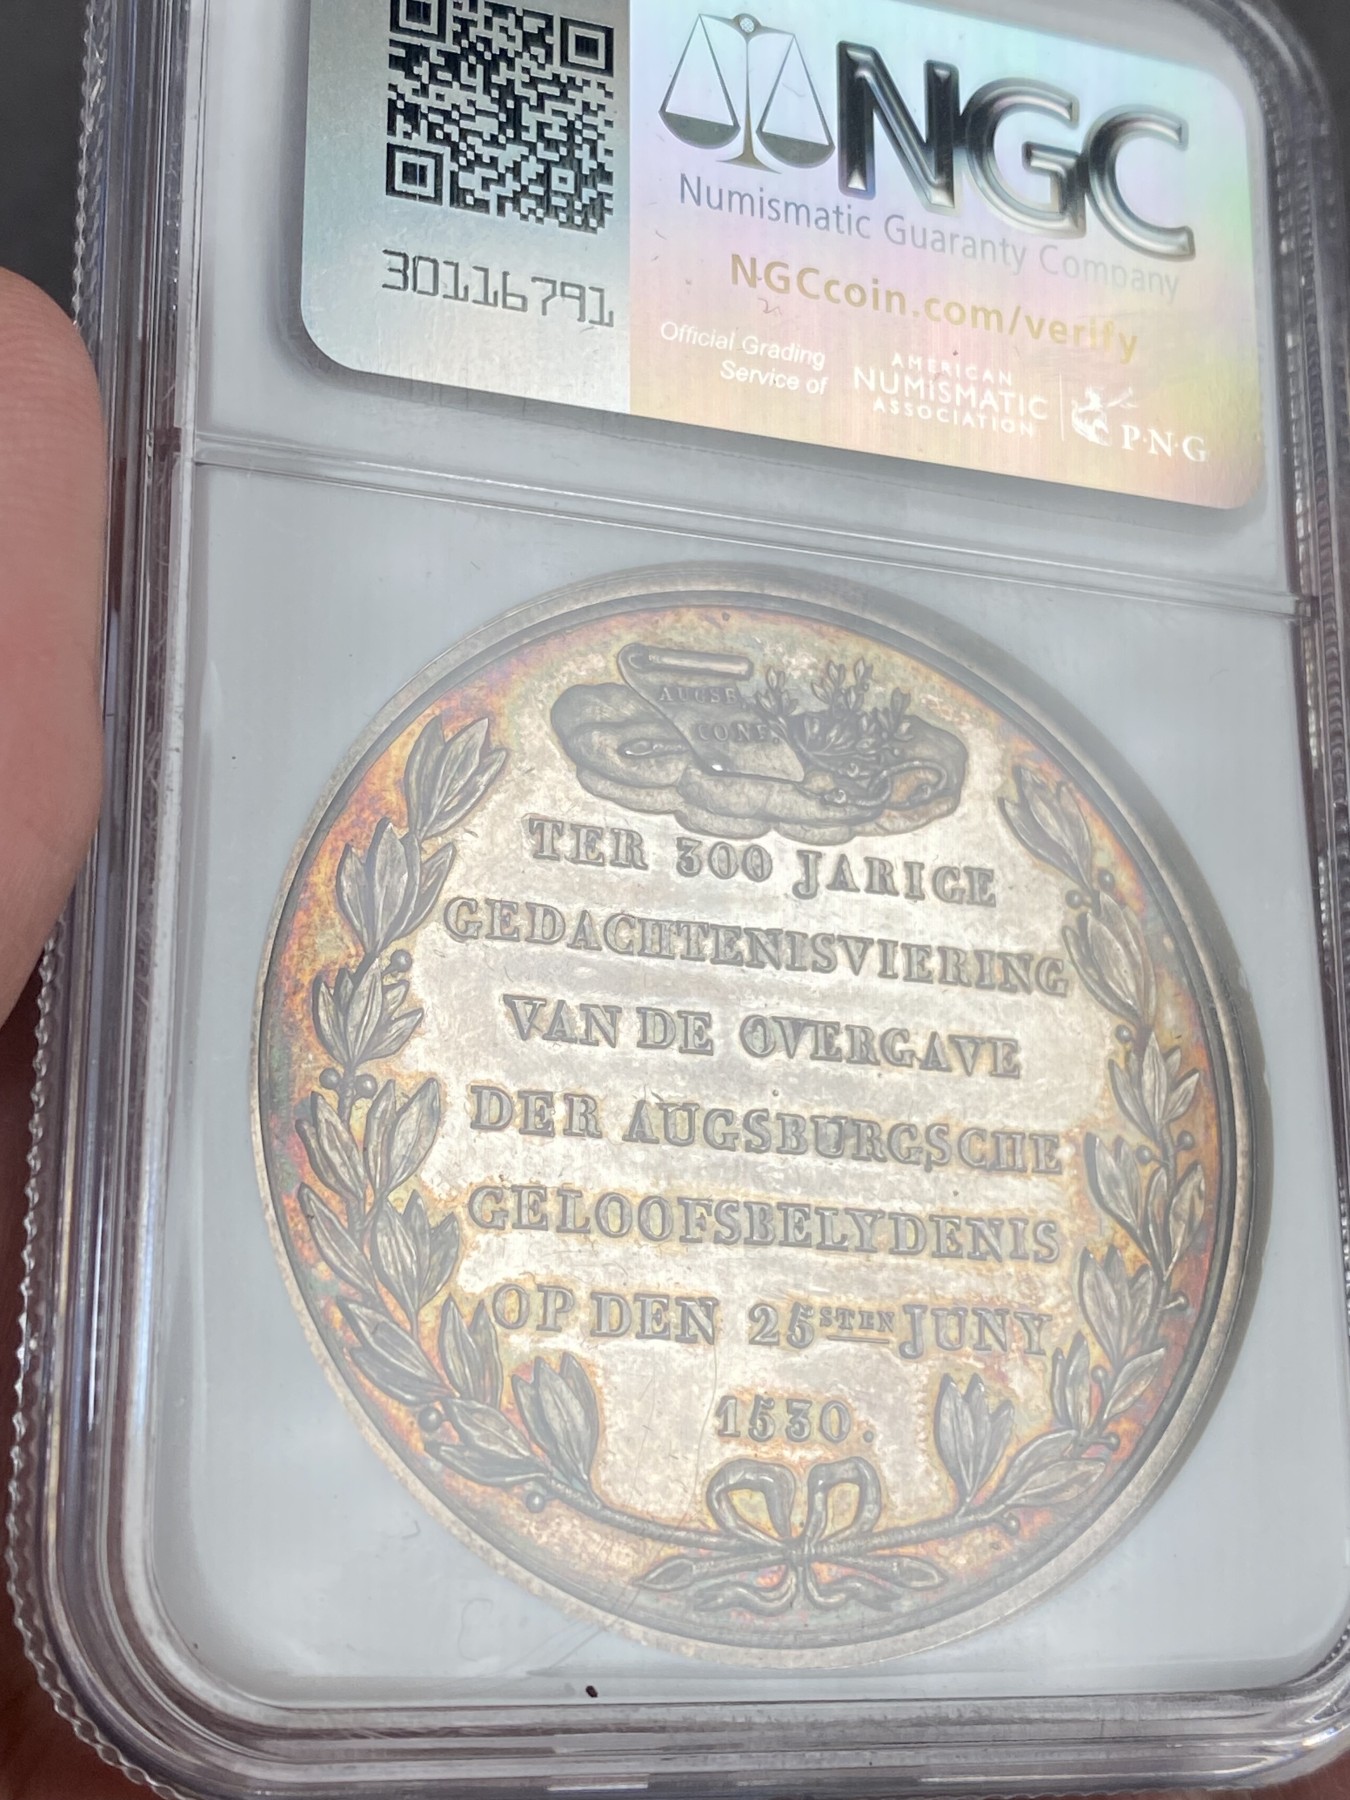 NGC
Numismatic Guaranty Company
NGCcoin.com/verify
30116791
Official Grading
Service of
AMERICAN
NUMISMATIC
ASSOCIATION
P·N·G
AUGSB.
CONF.
TER 300 JARIGE
GEDACHTENISVIERING
VAN DE OVERGAVE
DER AUGSBURGSCHE
GELOOFSBELYDENIS
OP DEN 25STEN JUNY
1530.